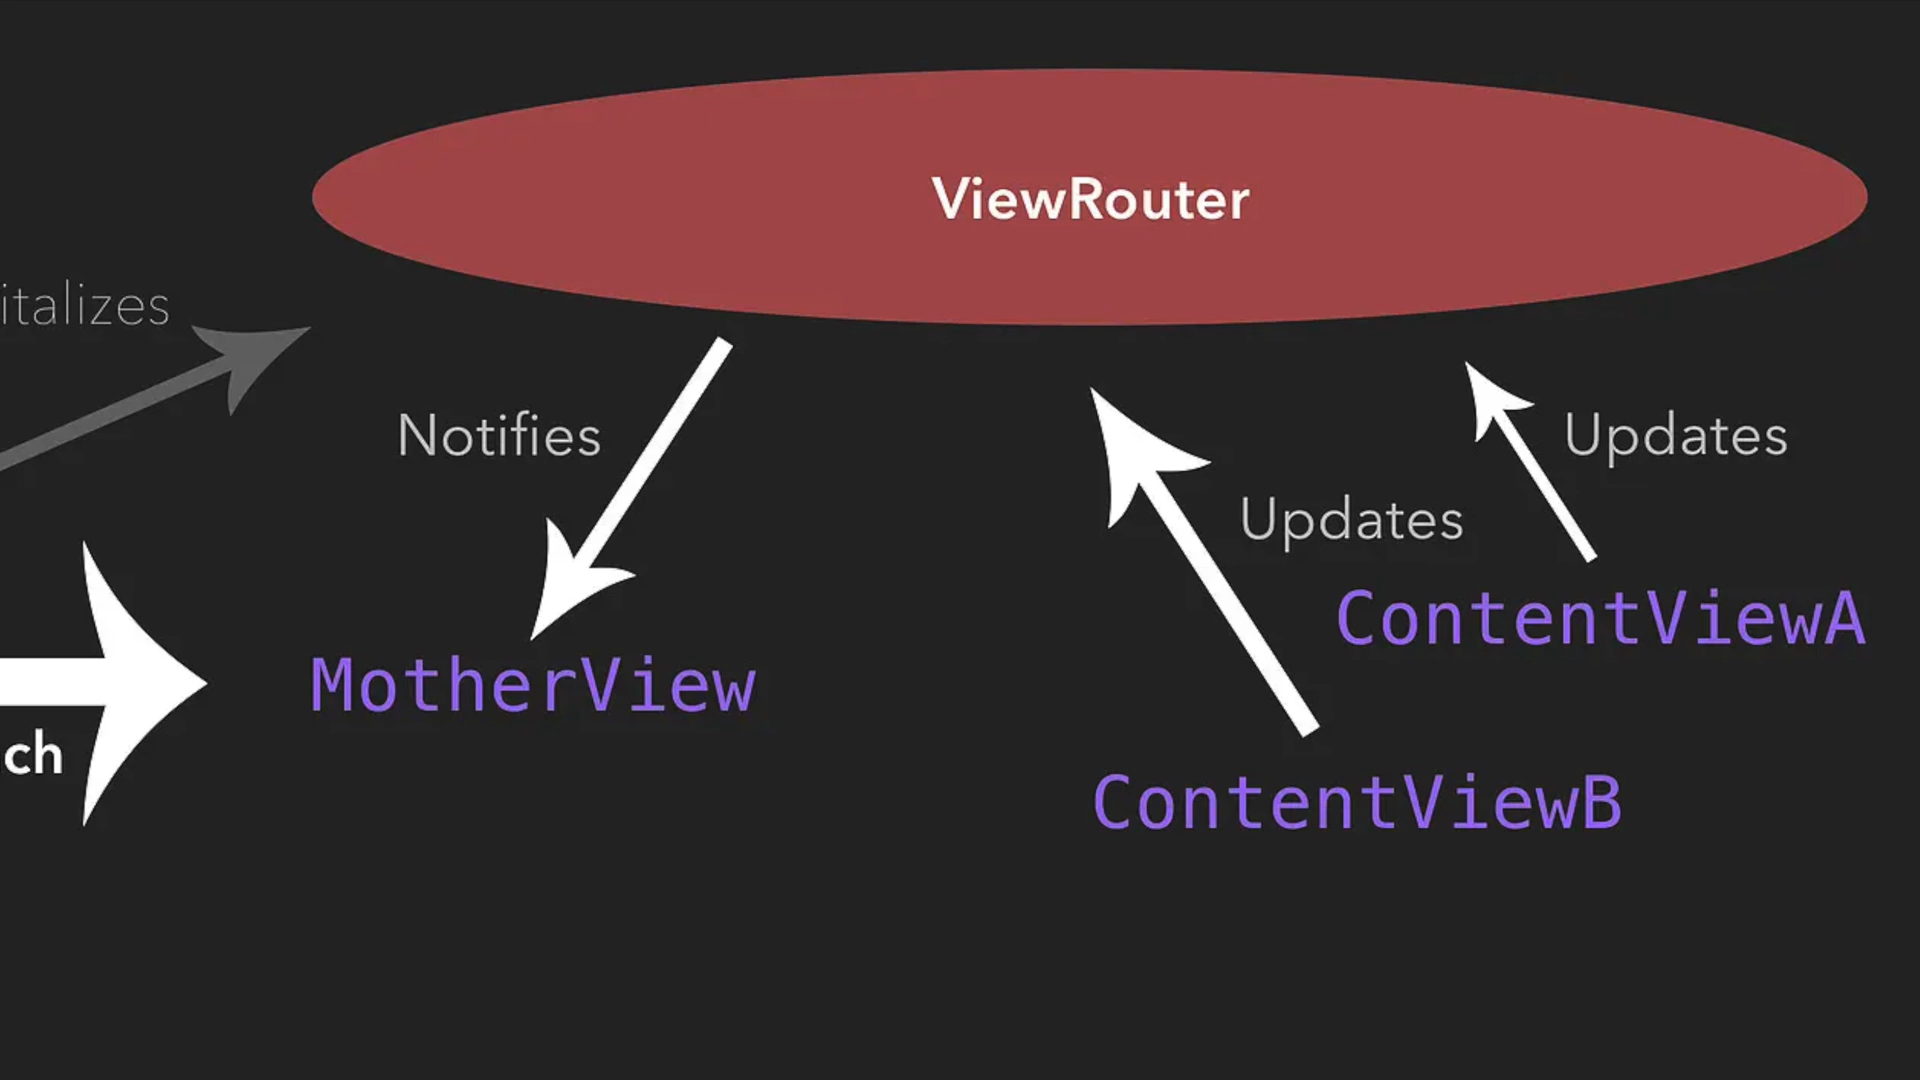 ViewRouter
italizes
Notifies
Updates
Updates
ContentViewA
MotherView
ch
ContentViewB